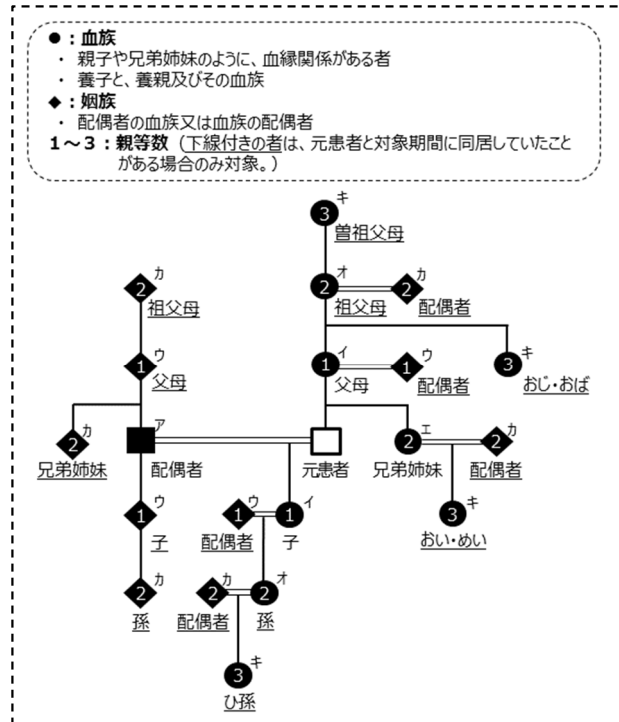 ●：血族
・ 親子や兄弟姉妹のように、血縁関係がある者
・ 養子と、養親及びその血族
◆：姻族
・ 配偶者の血族又は血族の配偶者
１～３：親等数（下線付きの者は、元患者と対象期間に同居していたこと
がある場合のみ対象。）
3 キ
曽祖父母
2 カ
祖父母
2 オ
祖父母
2 カ
配偶者
1 ウ
父母
1 イ
父母
1 ウ
配偶者
3 キ
おじ・おば
2 カ
兄弟姉妹
ア
配偶者
元患者
2 エ
兄弟姉妹
2 カ
配偶者
1 ウ
子
1 ウ
配偶者
1 イ
子
3 キ
おい・めい
2 カ
孫
2 カ
配偶者
2 オ
孫
3 キ
ひ孫